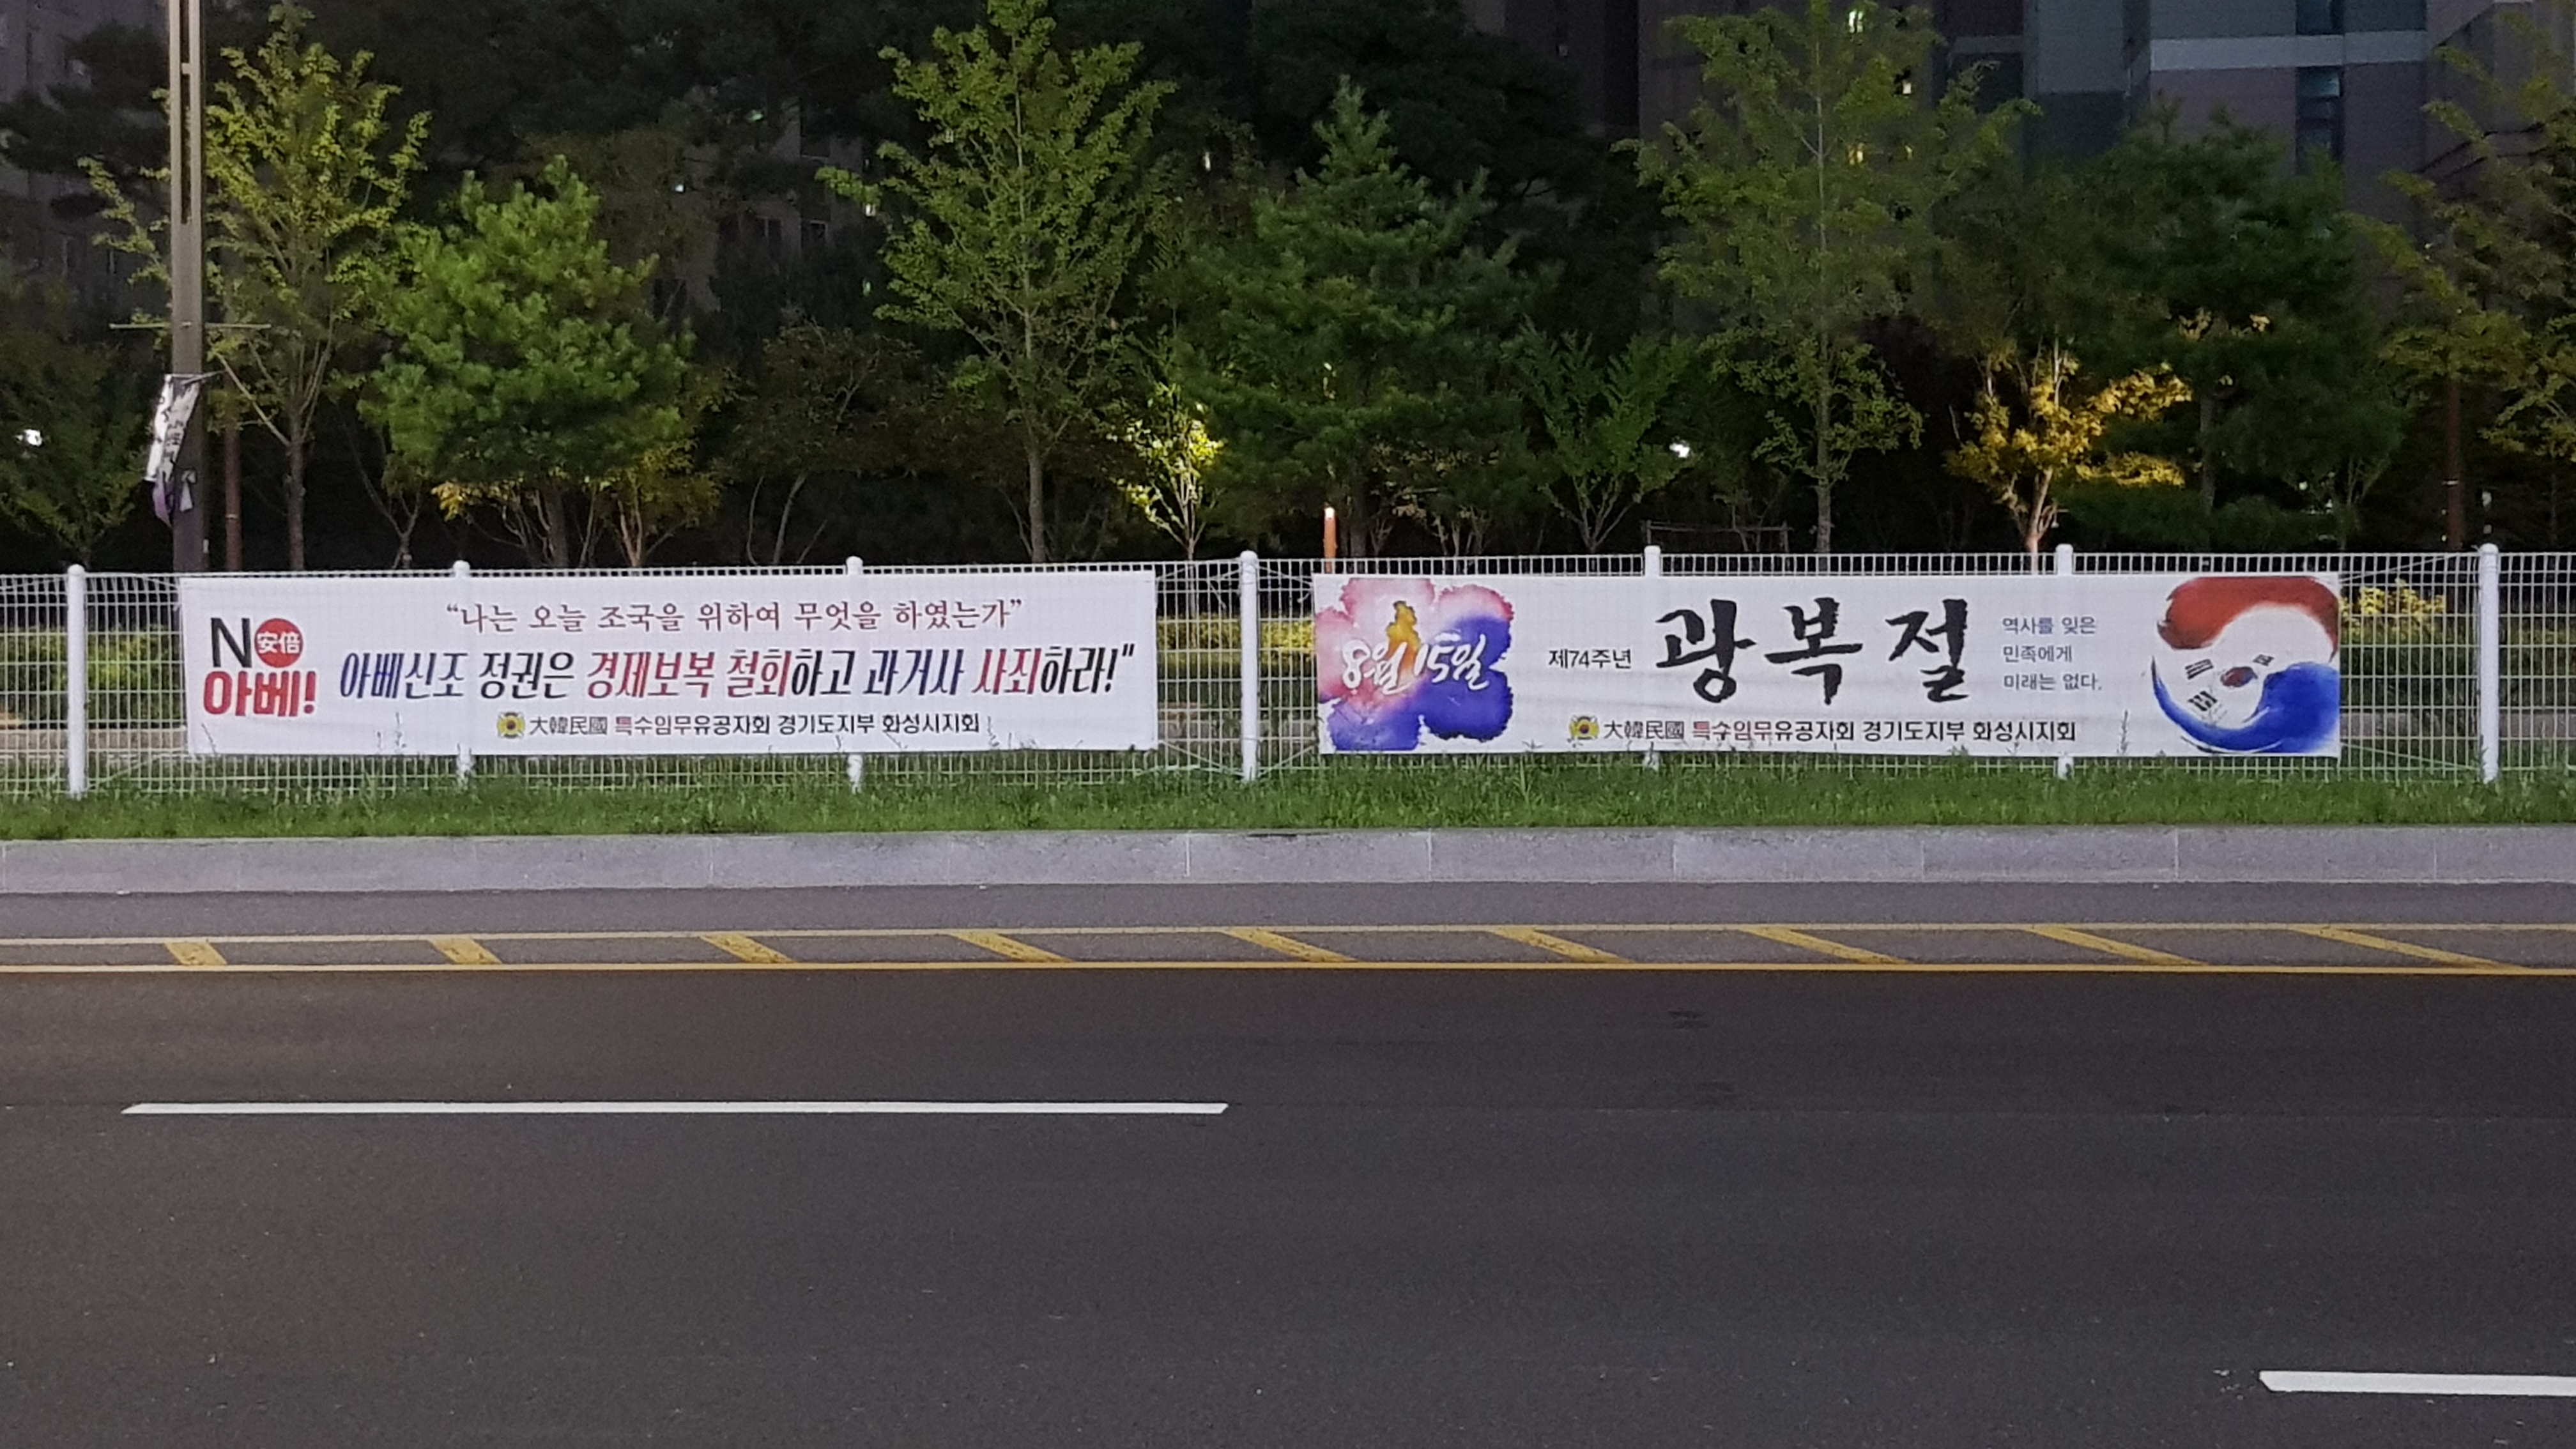 NO 安倍
아베!
“나는 오늘 조국을 위하여 무엇을 하였는가”
아베신조 정권은 경제보복 철회하고 과거사 사죄하라!"
大韓民國 특수임무유공자회 경기도지부 화성시지회
8월 15일
제74주년
광복절
역사를 잊은
민족에게
미래는 없다.
大韓民國 특수임무유공자회 경기도지부 화성시지회